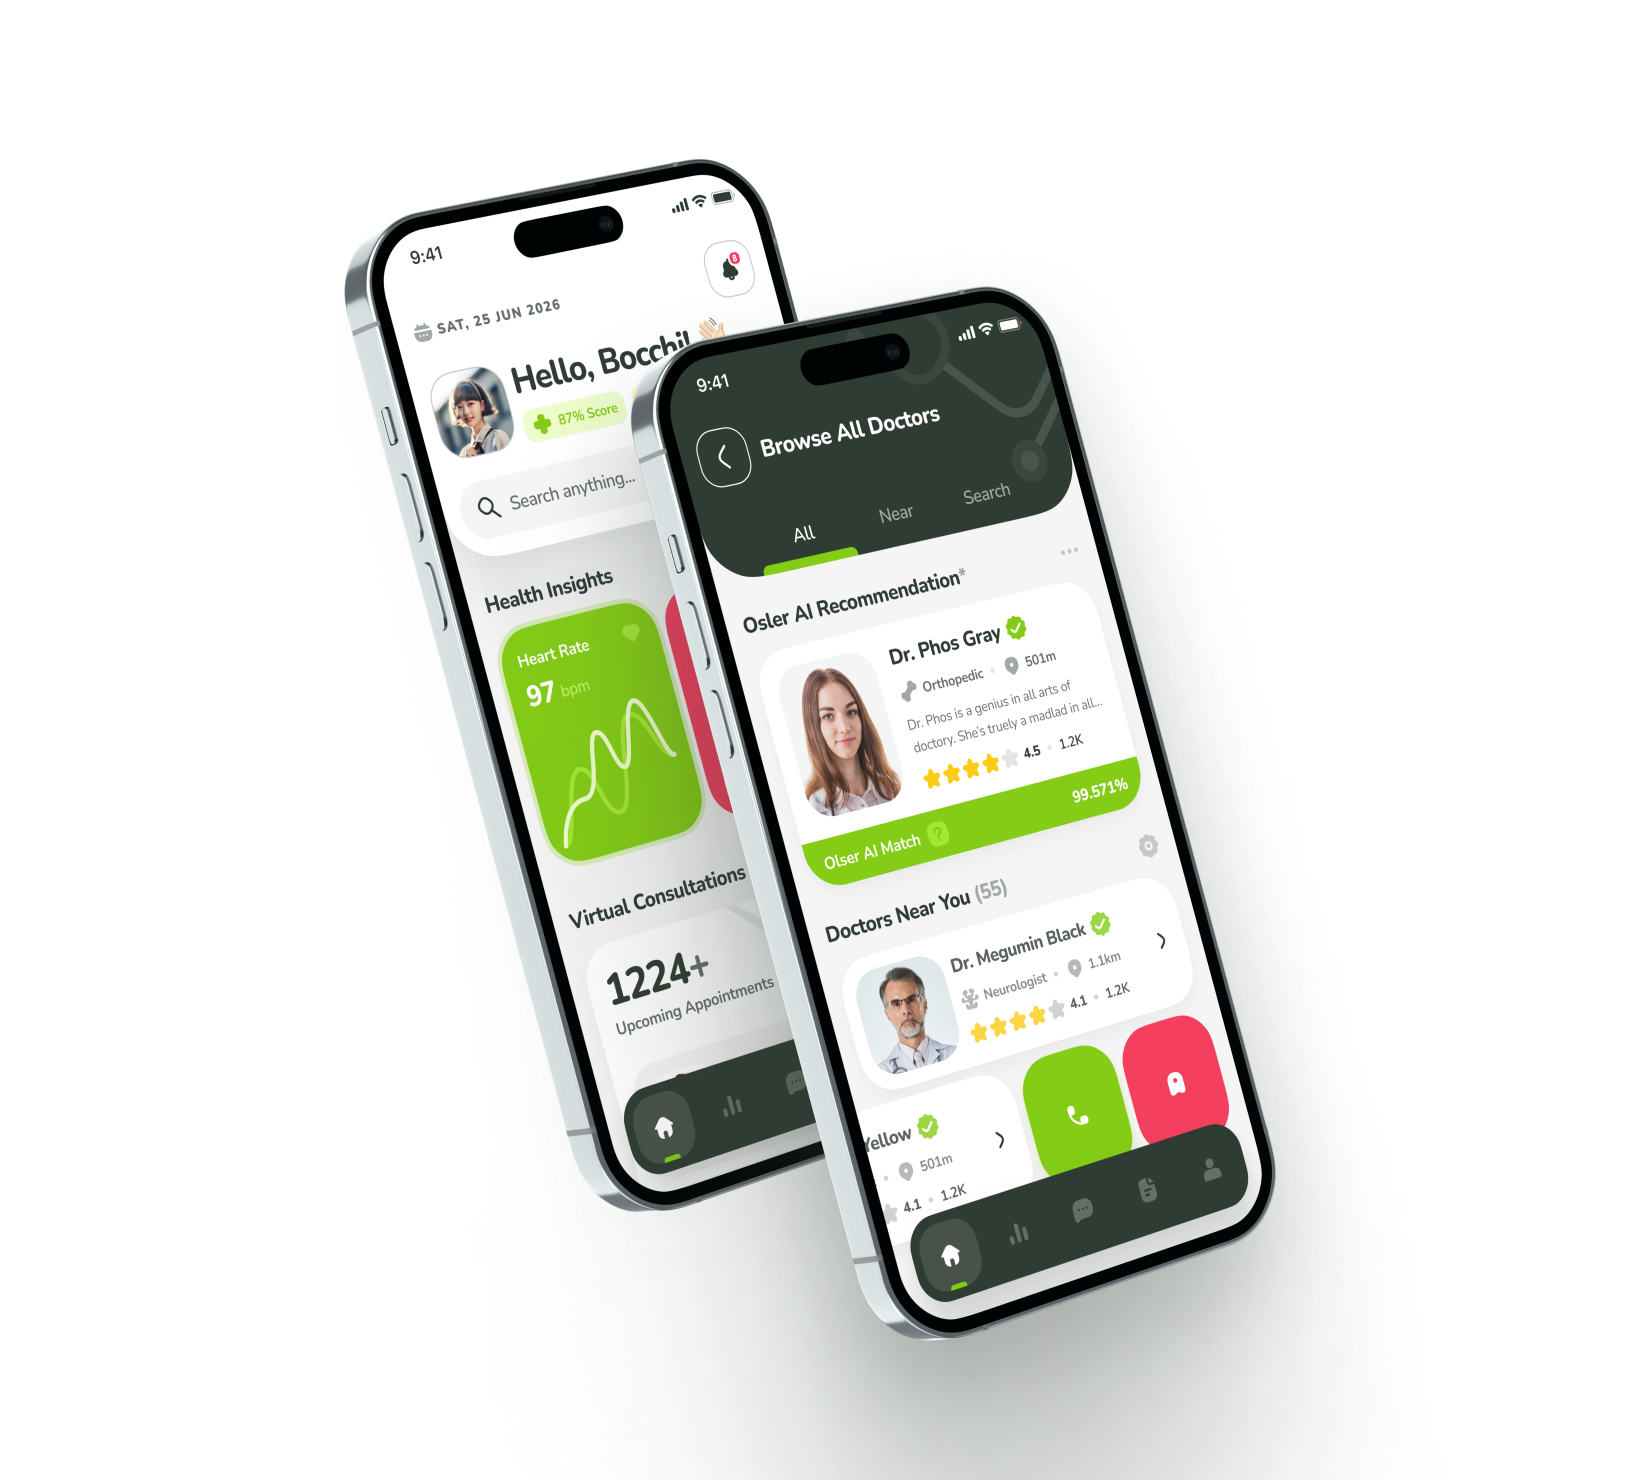 9:41
8
SAT, 25 JUN 2026
Hello, Bocchi!
87% Score
Search anything...
Health Insights
Heart Rate
97 bpm
Virtual Consultations
1224+
Upcoming Appointments
9:41
Browse All Doctors
All
Near
Search
Osler AI Recommendation*
Dr. Phos Gray
Orthopedic • 501m
Dr. Phos is a genius in all arts of
doctory. She's truely a madlad in all...
4.5 • 1.2K
Olser AI Match ?
99.571%
Doctors Near You (55)
Dr. Megumin Black
Neurologist • 1.1km
4.1 • 1.2K
Yellow
• 501m
4.1 • 1.2K